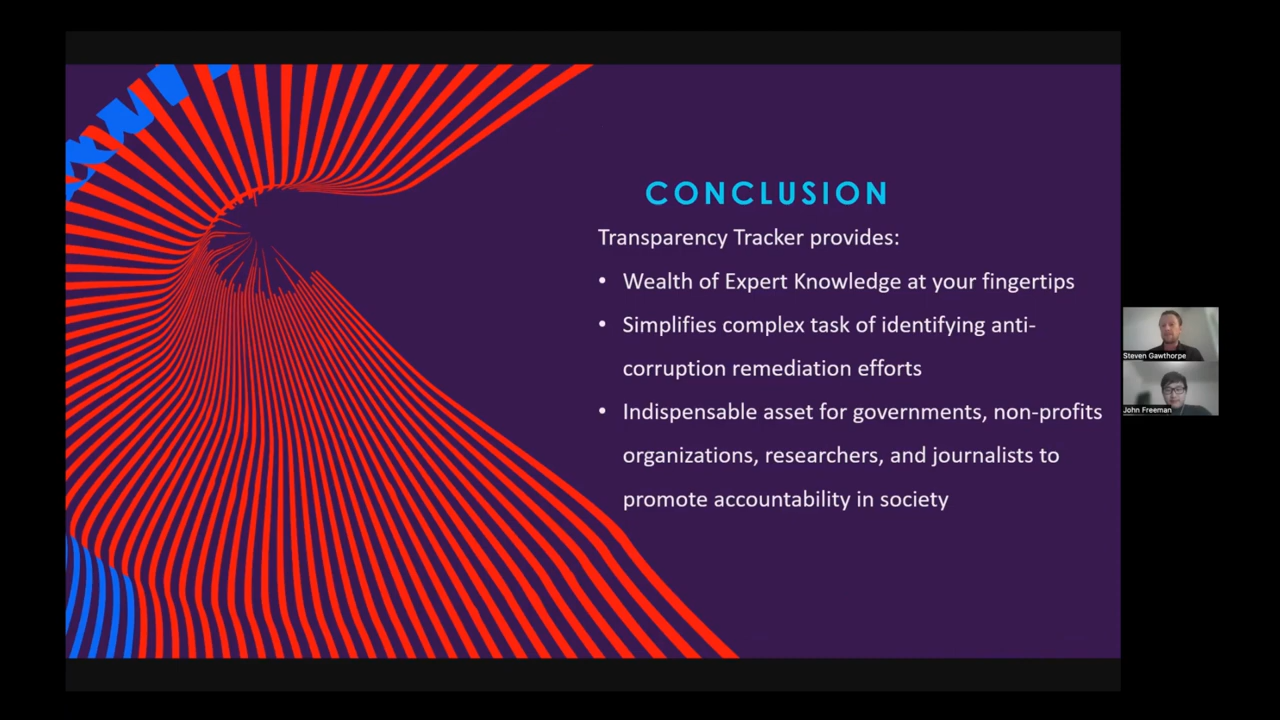 CONCLUSION
Transparency Tracker provides:
• Wealth of Expert Knowledge at your fingertips
• Simplifies complex task of identifying anti-
corruption remediation efforts
• Indispensable asset for governments, non-profits
organizations, researchers, and journalists to
promote accountability in society
Steven Gawthorpe
John Freeman